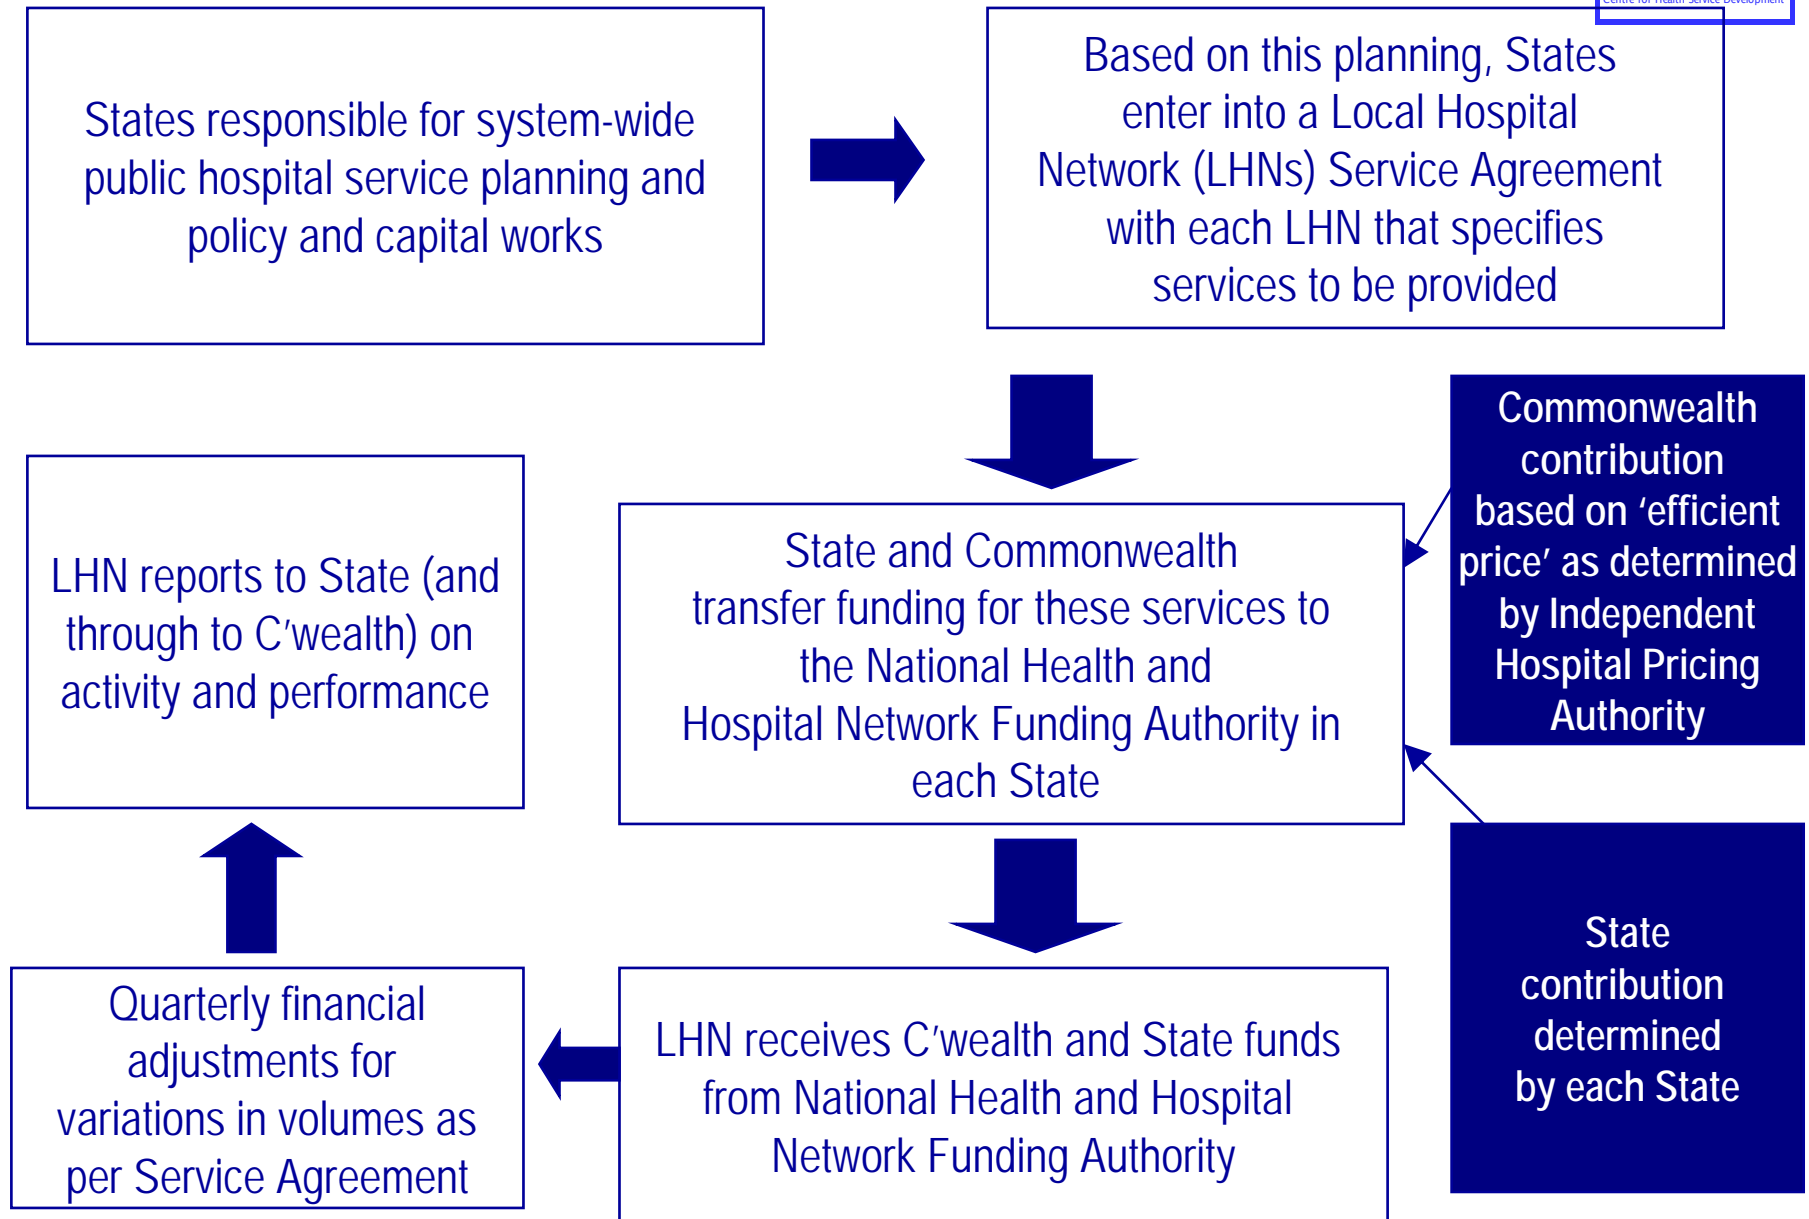 Centre for Health Service Development
States responsible for system-wide
public hospital service planning and
policy and capital works
Based on this planning, States
enter into a Local Hospital
Network (LHNs) Service Agreement
with each LHN that specifies
services to be provided
Commonwealth
contribution
based on ‘efficient
price’ as determined
by Independent
Hospital Pricing
Authority
LHN reports to State (and
through to C’wealth) on
activity and performance
State and Commonwealth
transfer funding for these services to
the National Health and
Hospital Network Funding Authority in
each State
State
contribution
determined
by each State
Quarterly financial
adjustments for
variations in volumes as
per Service Agreement
LHN receives C’wealth and State funds
from National Health and Hospital
Network Funding Authority